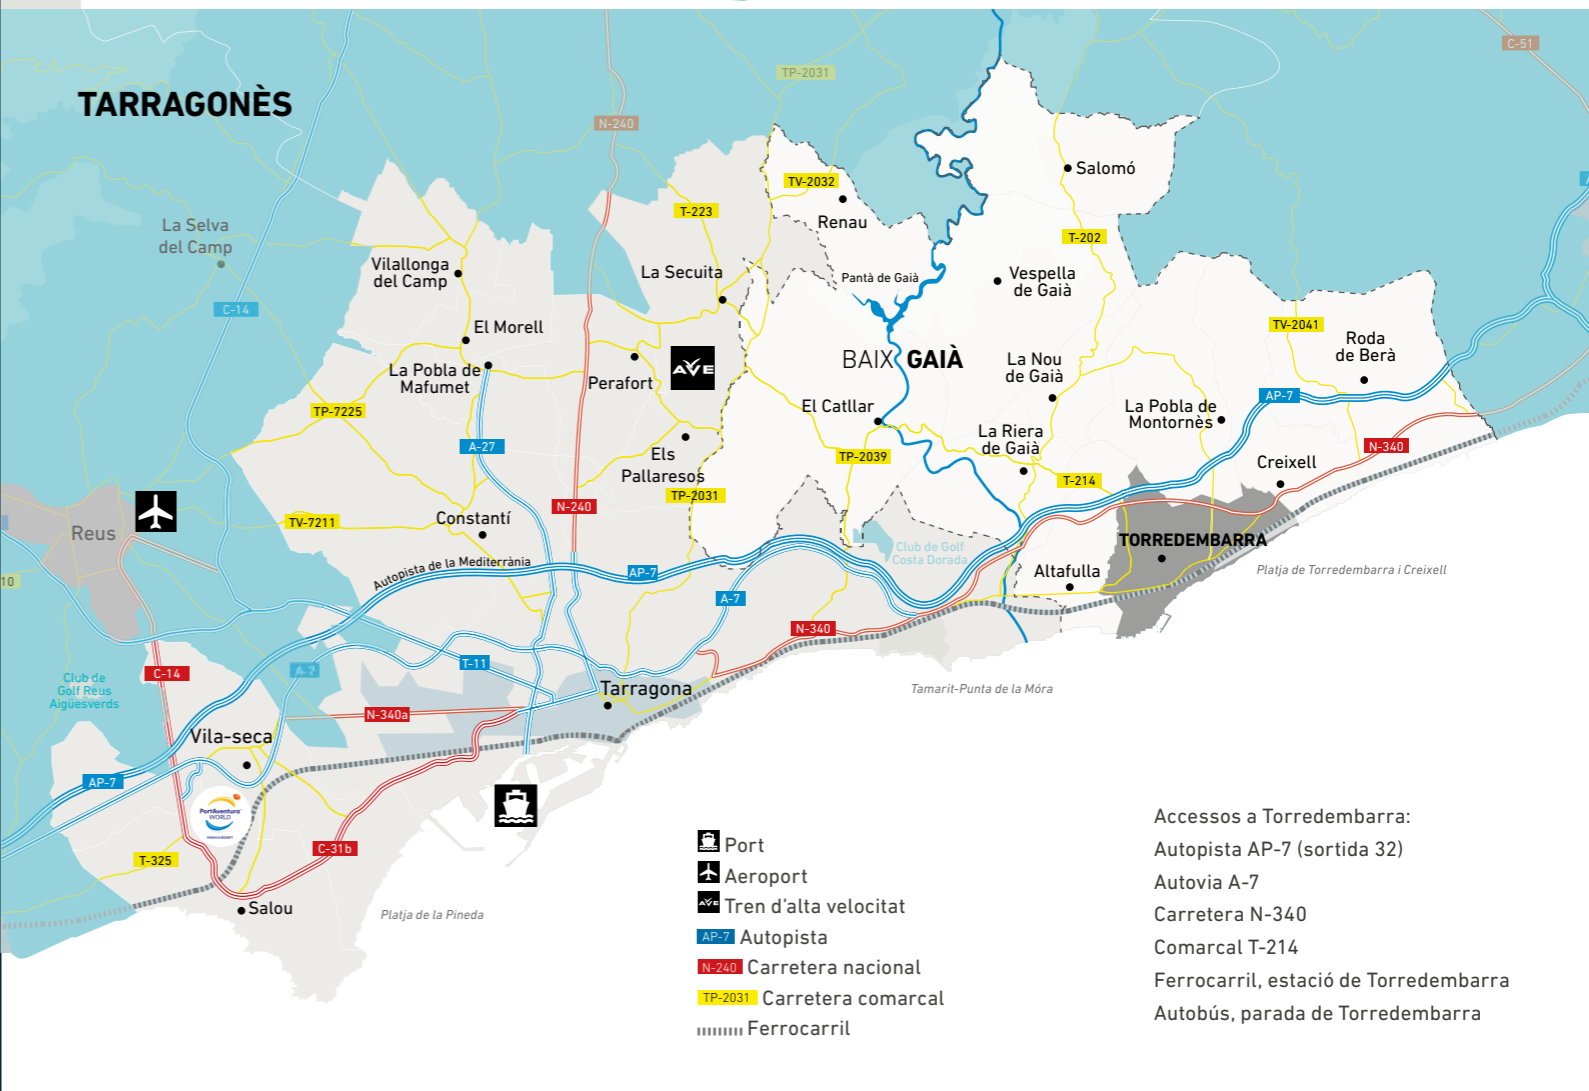 C-51
TP-2031
TARRAGONÈS
N-240
Salomó
TV-2032
T-223
Renau
La Selva
del Camp
T-202
Vilallonga
del Camp
La Secuita
Pantà de Gaià
Vespella
de Gaià
C-14
El Morell
TV-2041
Roda
de Berà
La Pobla de
Mafumet
Perafort
AVE
BAIX GAIÀ
La Nou
de Gaià
AP-7
TP-7225
El Catllar
La Pobla de
Montornès
A-27
Els
Pallaresos
TP-2039
La Riera
de Gaià
N-340
Creixell
T-214
TP-2031
N-240
Reus
TV-7211
Constantí
Club de Golf
Costa Dorada
TORREDEMBARRA
Autopista de la Mediterrània
AP-7
Altafulla
Platja de Torredembarra i Creixell
10
A-7
N-340
T-11
C-14
A-7
Club de
Golf Reus
Aigüesverds
Tarragona
Tamarit-Punta de la Móra
N-340a
Vila-seca
AP-7
PortAventura
WORLD
C-31b
T-325
Salou
Platja de la Pineda
Port
Aeroport
AVE Tren d'alta velocitat
AP-7 Autopista
N-240 Carretera nacional
TP-2031 Carretera comarcal
Ferrocarril
Accessos a Torredembarra:
Autopista AP-7 (sortida 32)
Autovia A-7
Carretera N-340
Comarcal T-214
Ferrocarril, estació de Torredembarra
Autobús, parada de Torredembarra